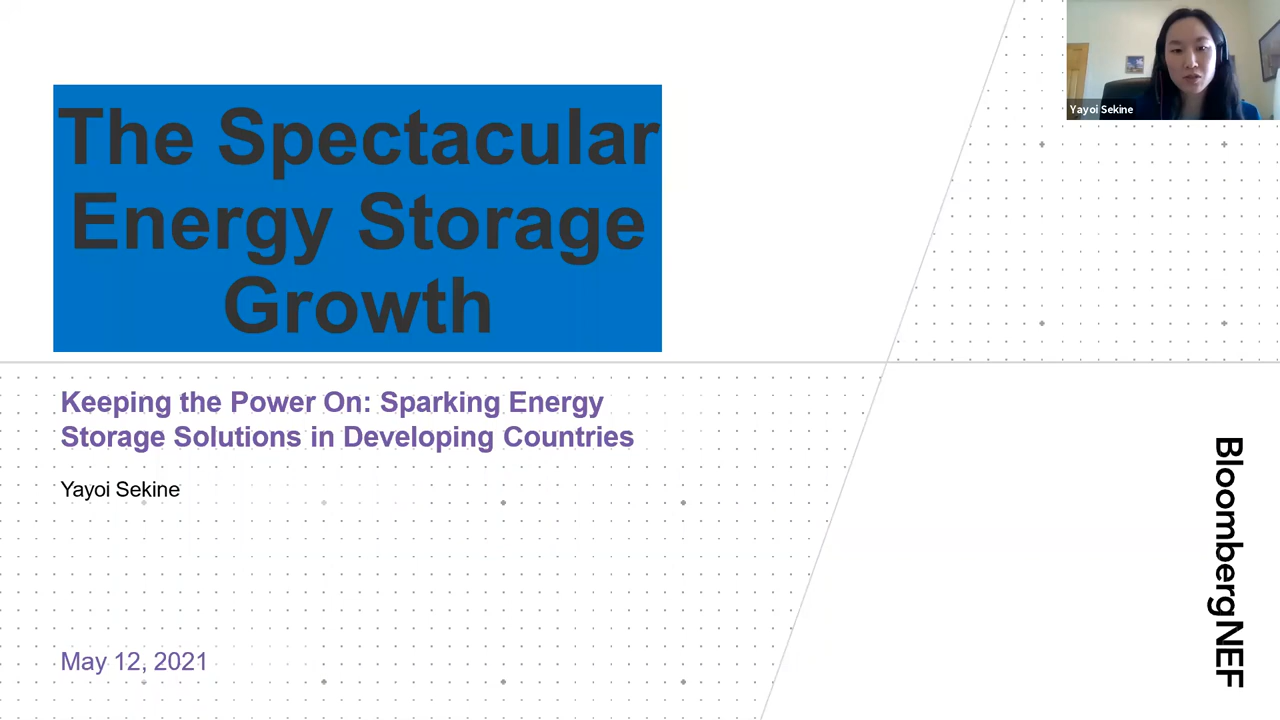 The Spectacular
Energy Storage
Growth
Keeping the Power On: Sparking Energy
Storage Solutions in Developing Countries
Yayoi Sekine
May 12, 2021
Yayoi Sekine
BloombergNEF